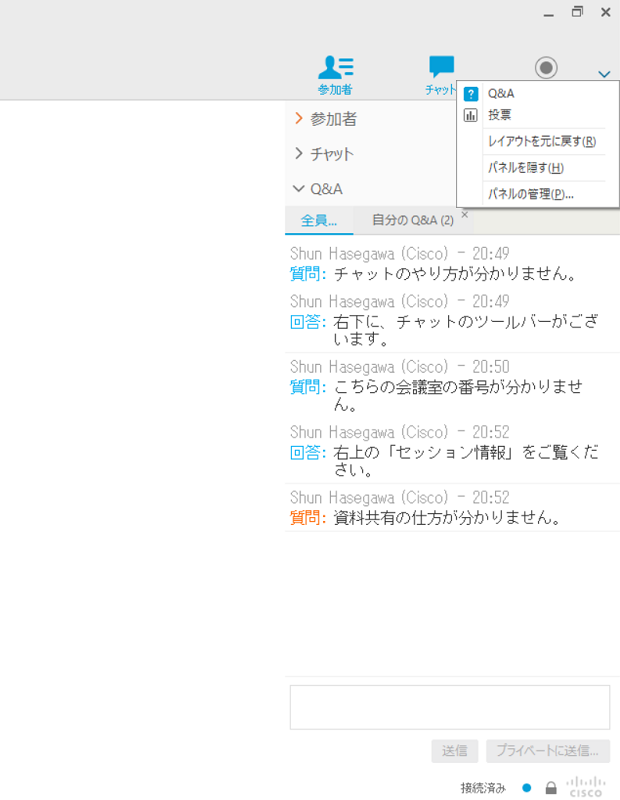 参加者
チャット
Q&A
投票
レイアウトを元に戻す(R)
パネルを隠す(H)
パネルの管理(P)...
参加者
チャット
Q&A
全員...
自分の Q&A (2)
Shun Hasegawa (Cisco) - 20:49
質問: チャットのやり方が分かりません。
Shun Hasegawa (Cisco) - 20:49
回答: 右下に、チャットのツールバーがござ
います。
Shun Hasegawa (Cisco) - 20:50
質問: こちらの会議室の番号が分かりませ
ん。
Shun Hasegawa (Cisco) - 20:52
回答: 右上の「セッション情報」をご覧くだ
さい。
Shun Hasegawa (Cisco) - 20:52
質問: 資料共有の仕方が分かりません。
送信
プライベートに送信...
接続済み
CISCO